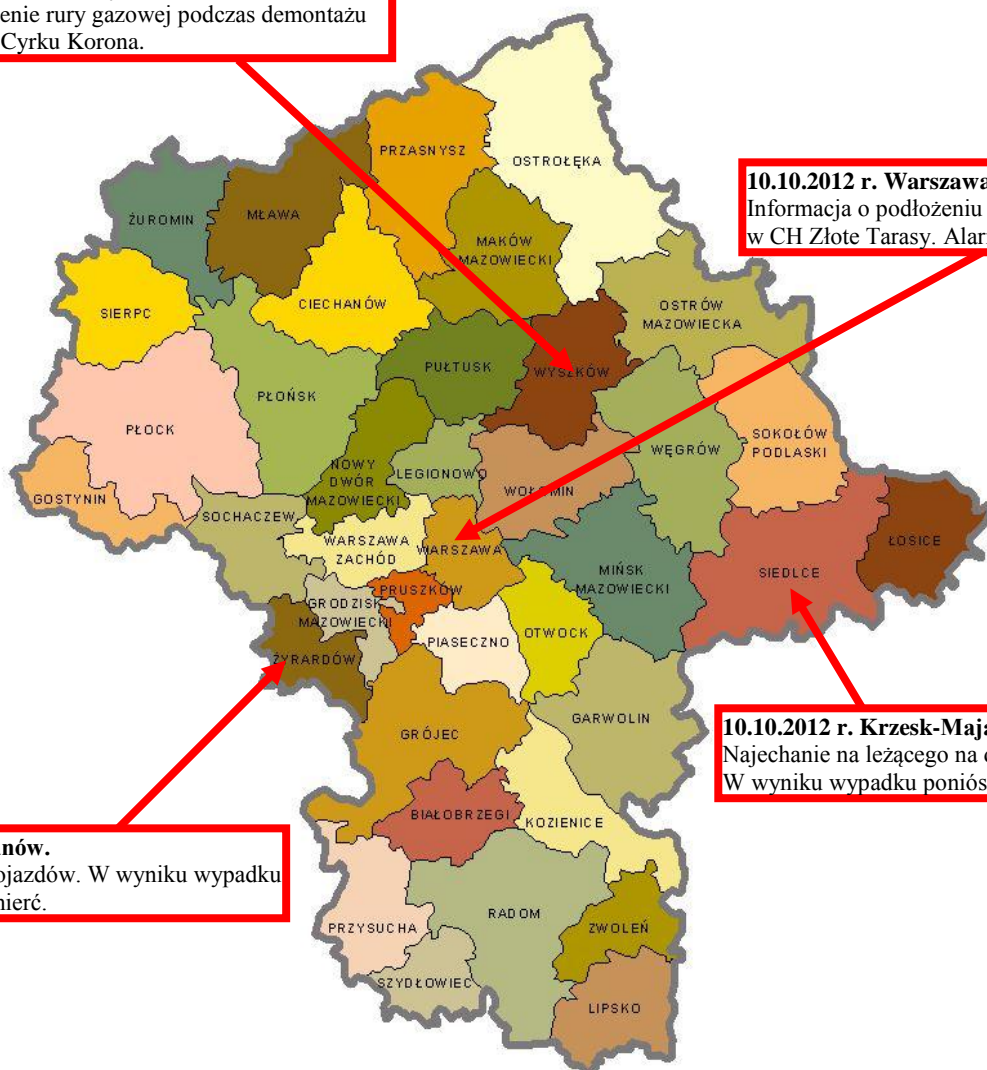 enie rury gazowej podczas demontażu
Cyrku Korona.
PRZASNYSZ
OSTROŁĘKA
10.10.2012 r. Warszawa
Informacja o podłożeniu
w CH Złote Tarasy.
ŻUROMIN
MŁAWA
MAKÓW
MAZOWIECKI
CIECHANÓW
SIERPC
OSTRÓW
MAZOWIECKA
PUŁTUSK
WYSZKÓW
PŁOŃSK
PŁOCK
SOKOŁÓW
PODLASKI
WĘGRÓW
NOWY
DWÓR
MAZOWIECKI
LEGIONOWO
GOSTYNIN
WOŁOMIN
SOCHACZEW
WARSZAWA
ZACHÓD
WARSZAWA
ŁOSICE
MIŃSK
MAZOWIECKI
SIEDLCE
PRUSZKÓW
GRODZISK
MAZOWIECKI
PIASECZNO
OTWOCK
ŻYRARDÓW
GARWOLIN
GRÓJEC
10.10.2012 r. Krzesk-Maja
Najechanie na leżącego na
W wyniku wypadku poniós
BIAŁOBRZEGI
KOZIENICE
nów.
ojazdów. W wyniku wypadku
nierć.
RADOM
PRZYSUCHA
ZWOLEŃ
SZYDŁOWIEC
LIPSKO